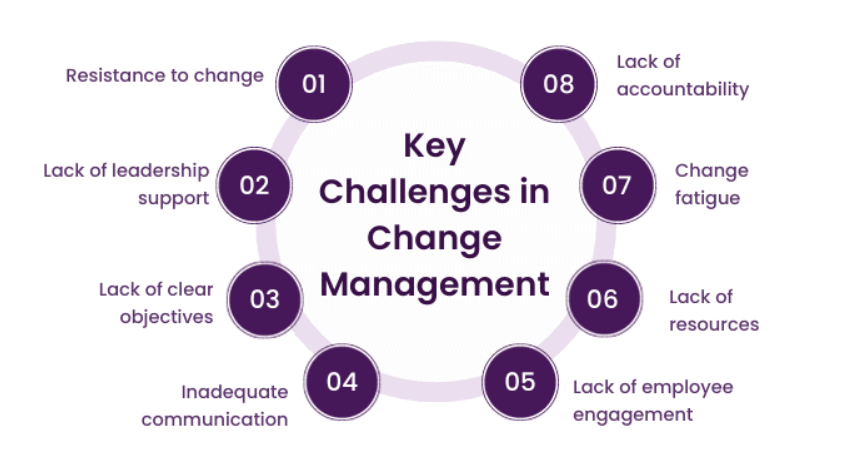 Key
Challenges in
Change
Management
01
Resistance to change
02
Lack of leadership
support
03
Lack of clear
objectives
04
Inadequate
communication
05
Lack of employee
engagement
06
Lack of
resources
07
Change
fatigue
08
Lack of
accountability